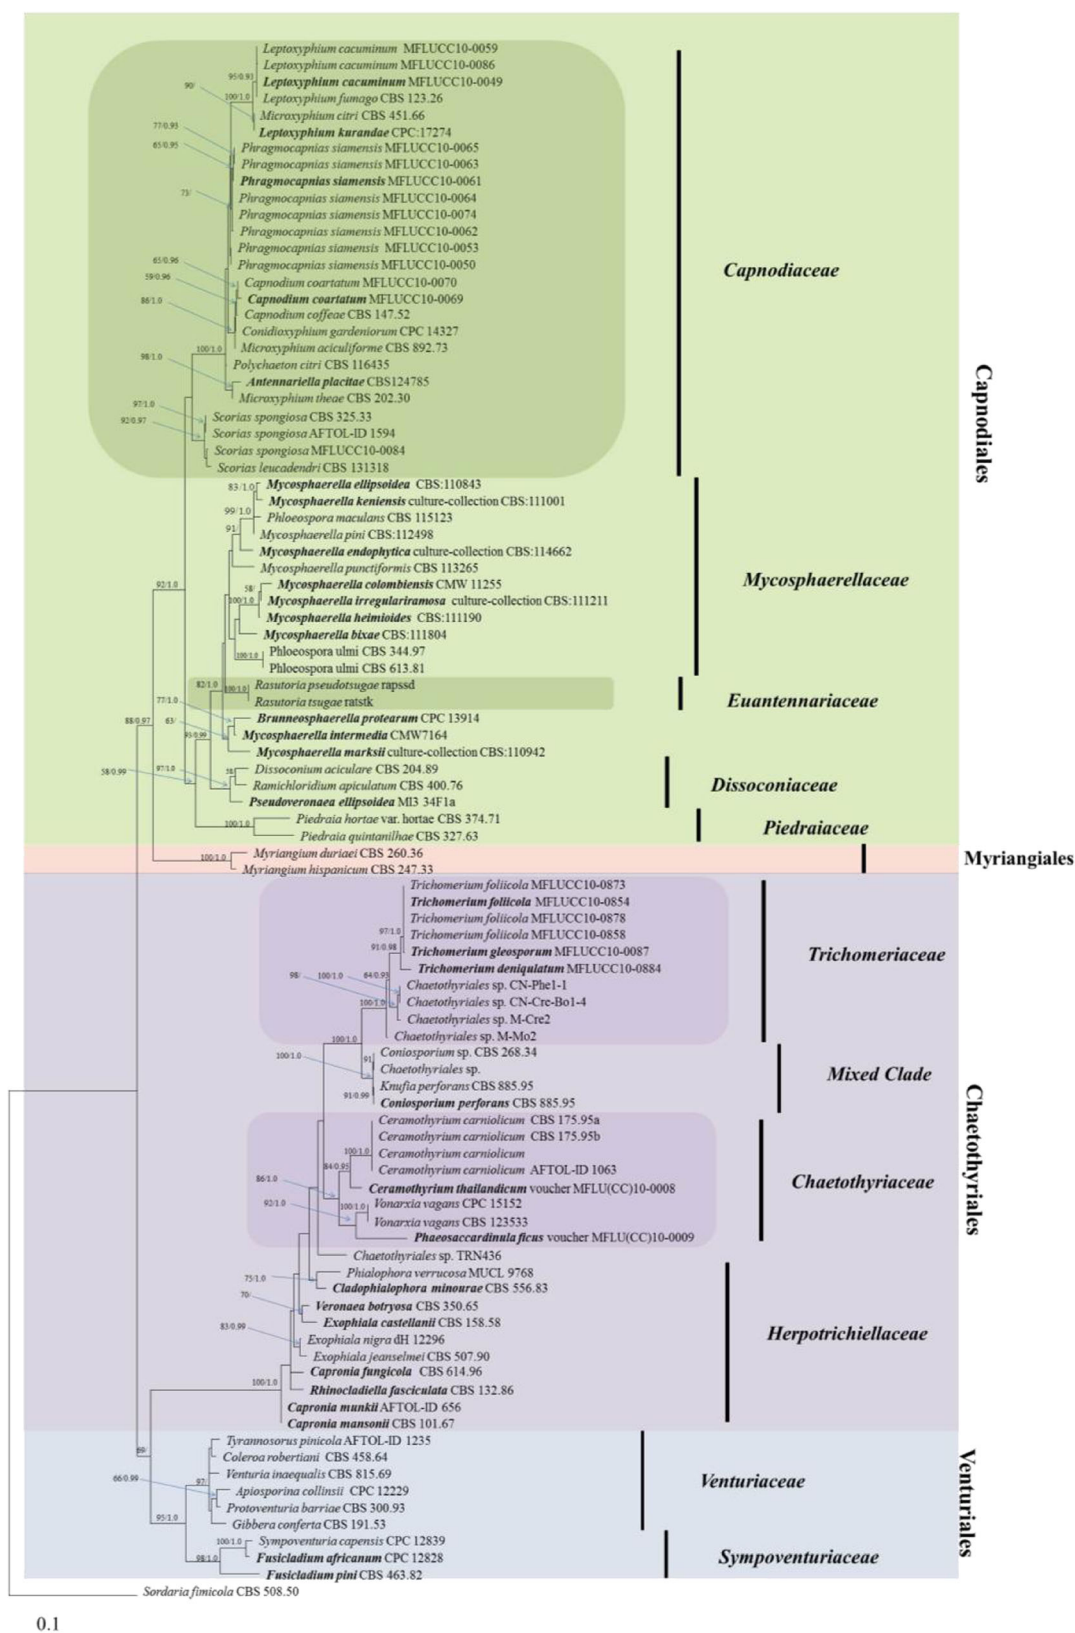 Leptoxyphium cacuminum MFLUCC10-0059
Leptoxyphium cacuminum MFLUCC10-0086
95/0.93
Leptoxyphium cacuminum MFLUCC10-0049
90/
100/1.0
Leptoxyphium fumago CBS 123.26
Microxyphium citri CBS 451.66
77/0.93
Leptoxyphium kurandae CPC:17274
65/0.95
Phragmocapnias siamensis MFLUCC10-0065
Phragmocapnias siamensis MFLUCC10-0063
Phragmocapnias siamensis MFLUCC10-0061
73/
Phragmocapnias siamensis MFLUCC10-0064
Phragmocapnias siamensis MFLUCC10-0074
Phragmocapnias siamensis MFLUCC10-0062
Phragmocapnias siamensis MFLUCC10-0053
65/0.96
Phragmocapnias siamensis MFLUCC10-0050
Capnodiaceae
59/0.96
Capnodium coartatum MFLUCC10-0070
86/1.0
Capnodium coartatum MFLUCC10-0069
Capnodium coffeae CBS 147.52
Conidioxyphium gardeniorum CPC 14327
100/1.0
Microxyphium aciculiforme CBS 892.73
98/1.0
Polychaeton citri CBS 116435
Antennariella placitae CBS124785
Microxyphium theae CBS 202.30
97/1.0
Scorias spongiosa CBS 325.33
92/0.97
Scorias spongiosa AFTOL-ID 1594
Capnodiales
Scorias spongiosa MFLUCC10-0084
Scorias leucadendri CBS 131318
83/1.0
Mycosphaerella ellipsoidea CBS:110843
Mycosphaerella keniensis culture-collection CBS:111001
99/1.0
Phloeospora maculans CBS 115123
91/
Mycosphaerella pini CBS:112498
Mycosphaerella endophytica culture-collection CBS:114662
Mycosphaerella punctiformis CBS 113265
Mycosphaerellaceae
92/1.0
58/
Mycosphaerella colombiensis CMW 11255
100/1.0
Mycosphaerella irregulariramosa culture-collection CBS:111211
Mycosphaerella heimioides CBS:111190
Mycosphaerella bixae CBS:111804
100/1.0
Phloeospora ulmi CBS 344.97
Phloeospora ulmi CBS 613.81
82/1.0
100/1.0
Rasutoria pseudotsugae rapssd
Rasutoria tsugae ratstk
Euantennariaceae
77/1.0
Brunneosphaerella protearum CPC 13914
88/0.97
63/
93/0.99
Mycosphaerella intermedia CMW7164
Mycosphaerella marksii culture-collection CBS:110942
58/0.99
97/1.0
58/
Dissoconium aciculare CBS 204.89
Ramichloridium apiculatum CBS 400.76
Dissoconiaceae
Pseudoveronaea ellipsoidea MI3 34F1a
100/1.0
Piedraia hortae var. hortae CBS 374.71
Piedraia quintanilhae CBS 327.63
Piedraiaceae
100/1.0
Myriangium duriaei CBS 260.36
Myriangium hispanicum CBS 247.33
Myriangiales
Trichomerium foliicola MFLUCC10-0873
Trichomerium foliicola MFLUCC10-0854
Trichomerium foliicola MFLUCC10-0878
97/1.0
Trichomerium foliicola MFLUCC10-0858
91/0.98
Trichomerium gleosporum MFLUCC10-0087
Trichomeriaceae
98/
100/1.0
64/0.93
Trichomerium deniqulatum MFLUCC10-0884
Chaetothyriales sp. CN-Phe1-1
100/1.0
Chaetothyriales sp. CN-Cre-Bo1-4
Chaetothyriales sp. M-Cre2
Chaetothyriales sp. M-Mo2
100/1.0
100/1.0
91
Coniosporium sp. CBS 268.34
Chaetothyriales sp.
Mixed Clade
Knufia perforans CBS 885.95
91/0.99
Coniosporium perforans CBS 885.95
Ceramothyrium carniolicum CBS 175.95a
Ceramothyrium carniolicum CBS 175.95b
100/1.0
Ceramothyrium carniolicum
84/0.95
Ceramothyrium carniolicum AFTOL-ID 1063
86/1.0
Ceramothyrium thailandicum voucher MFLU(CC)10-0008
Chaetothyriaceae
92/1.0
100/1.0
Vonarxia vagans CPC 15152
Vonarxia vagans CBS 123533
Phaeosaccardinula ficus voucher MFLU(CC)10-0009
Chaetothyriales
Chaetothyriales sp. TRN436
75/1.0
Phialophora verrucosa MUCL 9768
Cladophialophora minourae CBS 556.83
70/
Veronaea botryosa CBS 350.65
83/0.99
Exophiala castellanii CBS 158.58
Exophiala nigra dH 12296
Herpotrichiellaceae
Exophiala jeanselmei CBS 507.90
Capronia fungicola CBS 614.96
100/1.0
Rhinocladiella fasciculata CBS 132.86
Capronia munkii AFTOL-ID 656
Capronia mansonii CBS 101.67
69/
Tyrannosorus pinicola AFTOL-ID 1235
Coleroa robertiani CBS 458.64
66/0.99
97/
Venturia inaequalis CBS 815.69
Venturiaceae
Apiosporina collinsii CPC 12229
Protoventuria barriae CBS 300.93
95/1.0
Gibbera conferta CBS 191.53
Venturiales
100/1.0
Sympoventuria capensis CPC 12839
98/1.0
Fusicladium africanum CPC 12828
Sympoventuriaceae
Fusicladium pini CBS 463.82
Sordaria fimicola CBS 508.50
0.1